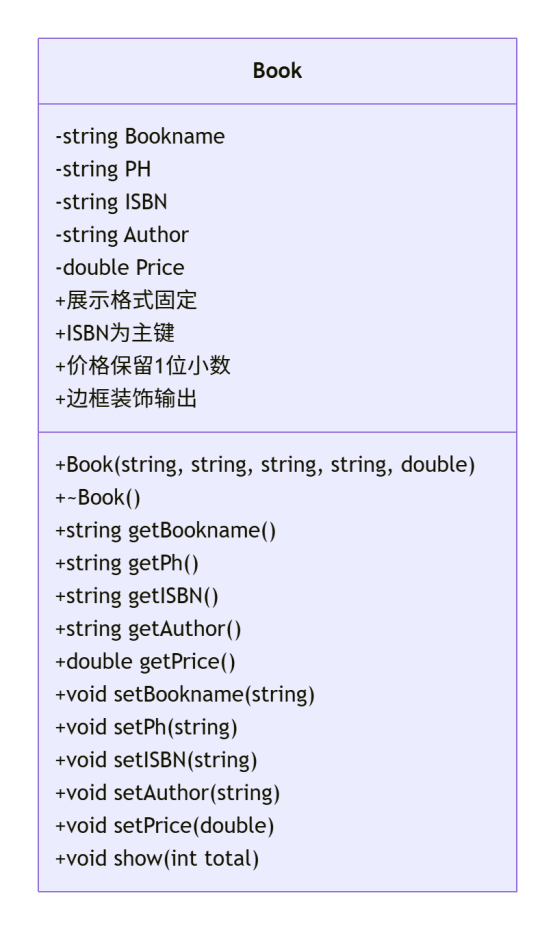 Book
-string Bookname
-string PH
-string ISBN
-string Author
-double Price
+展示格式固定
+ISBN为主键
+价格保留1位小数
+边框装饰输出
+Book(string, string, string, string, double)
+~Book()
+string getBookname()
+string getPh()
+string getISBN()
+string getAuthor()
+double getPrice()
+void setBookname(string)
+void setPh(string)
+void setISBN(string)
+void setAuthor(string)
+void setPrice(double)
+void show(int total)